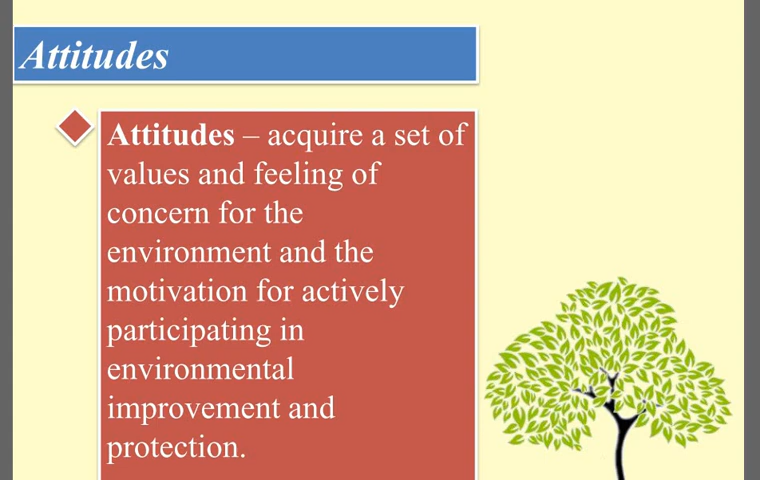 Attitudes
Attitudes – acquire a set of
values and feeling of
concern for the
environment and the
motivation for actively
participating in
environmental
improvement and
protection.